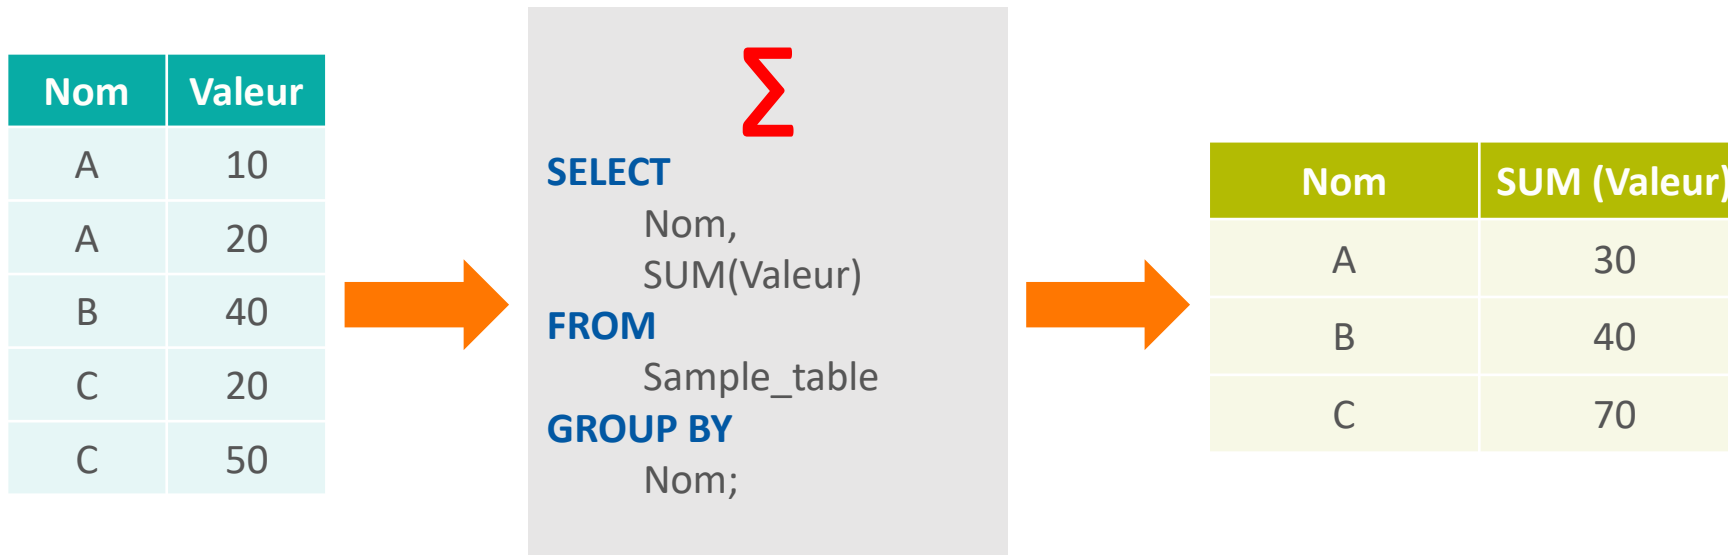 Nom Valeur
A 10
A 20
B 40
C 20
C 50
Σ
SELECT
Nom,
SUM(Valeur)
FROM
Sample_table
GROUP BY
Nom;
Nom SUM (Valeur)
A 30
B 40
C 70